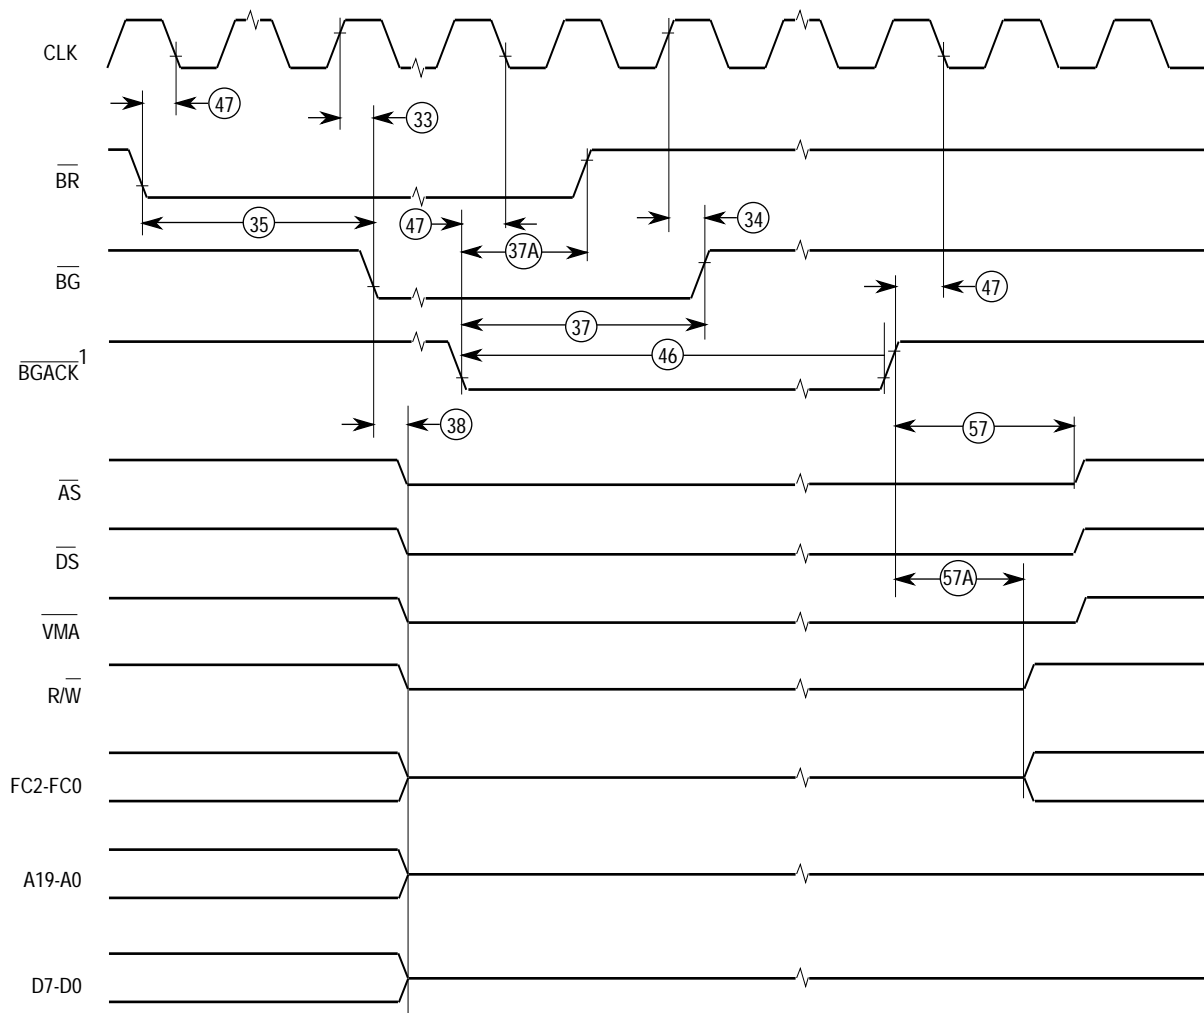 CLK
47
33
BR
35
47
37A
34
BG
47
37
BGACK1
46
38
57
AS
DS
57A
VMA
R/W
FC2-FC0
A19-A0
D7-D0